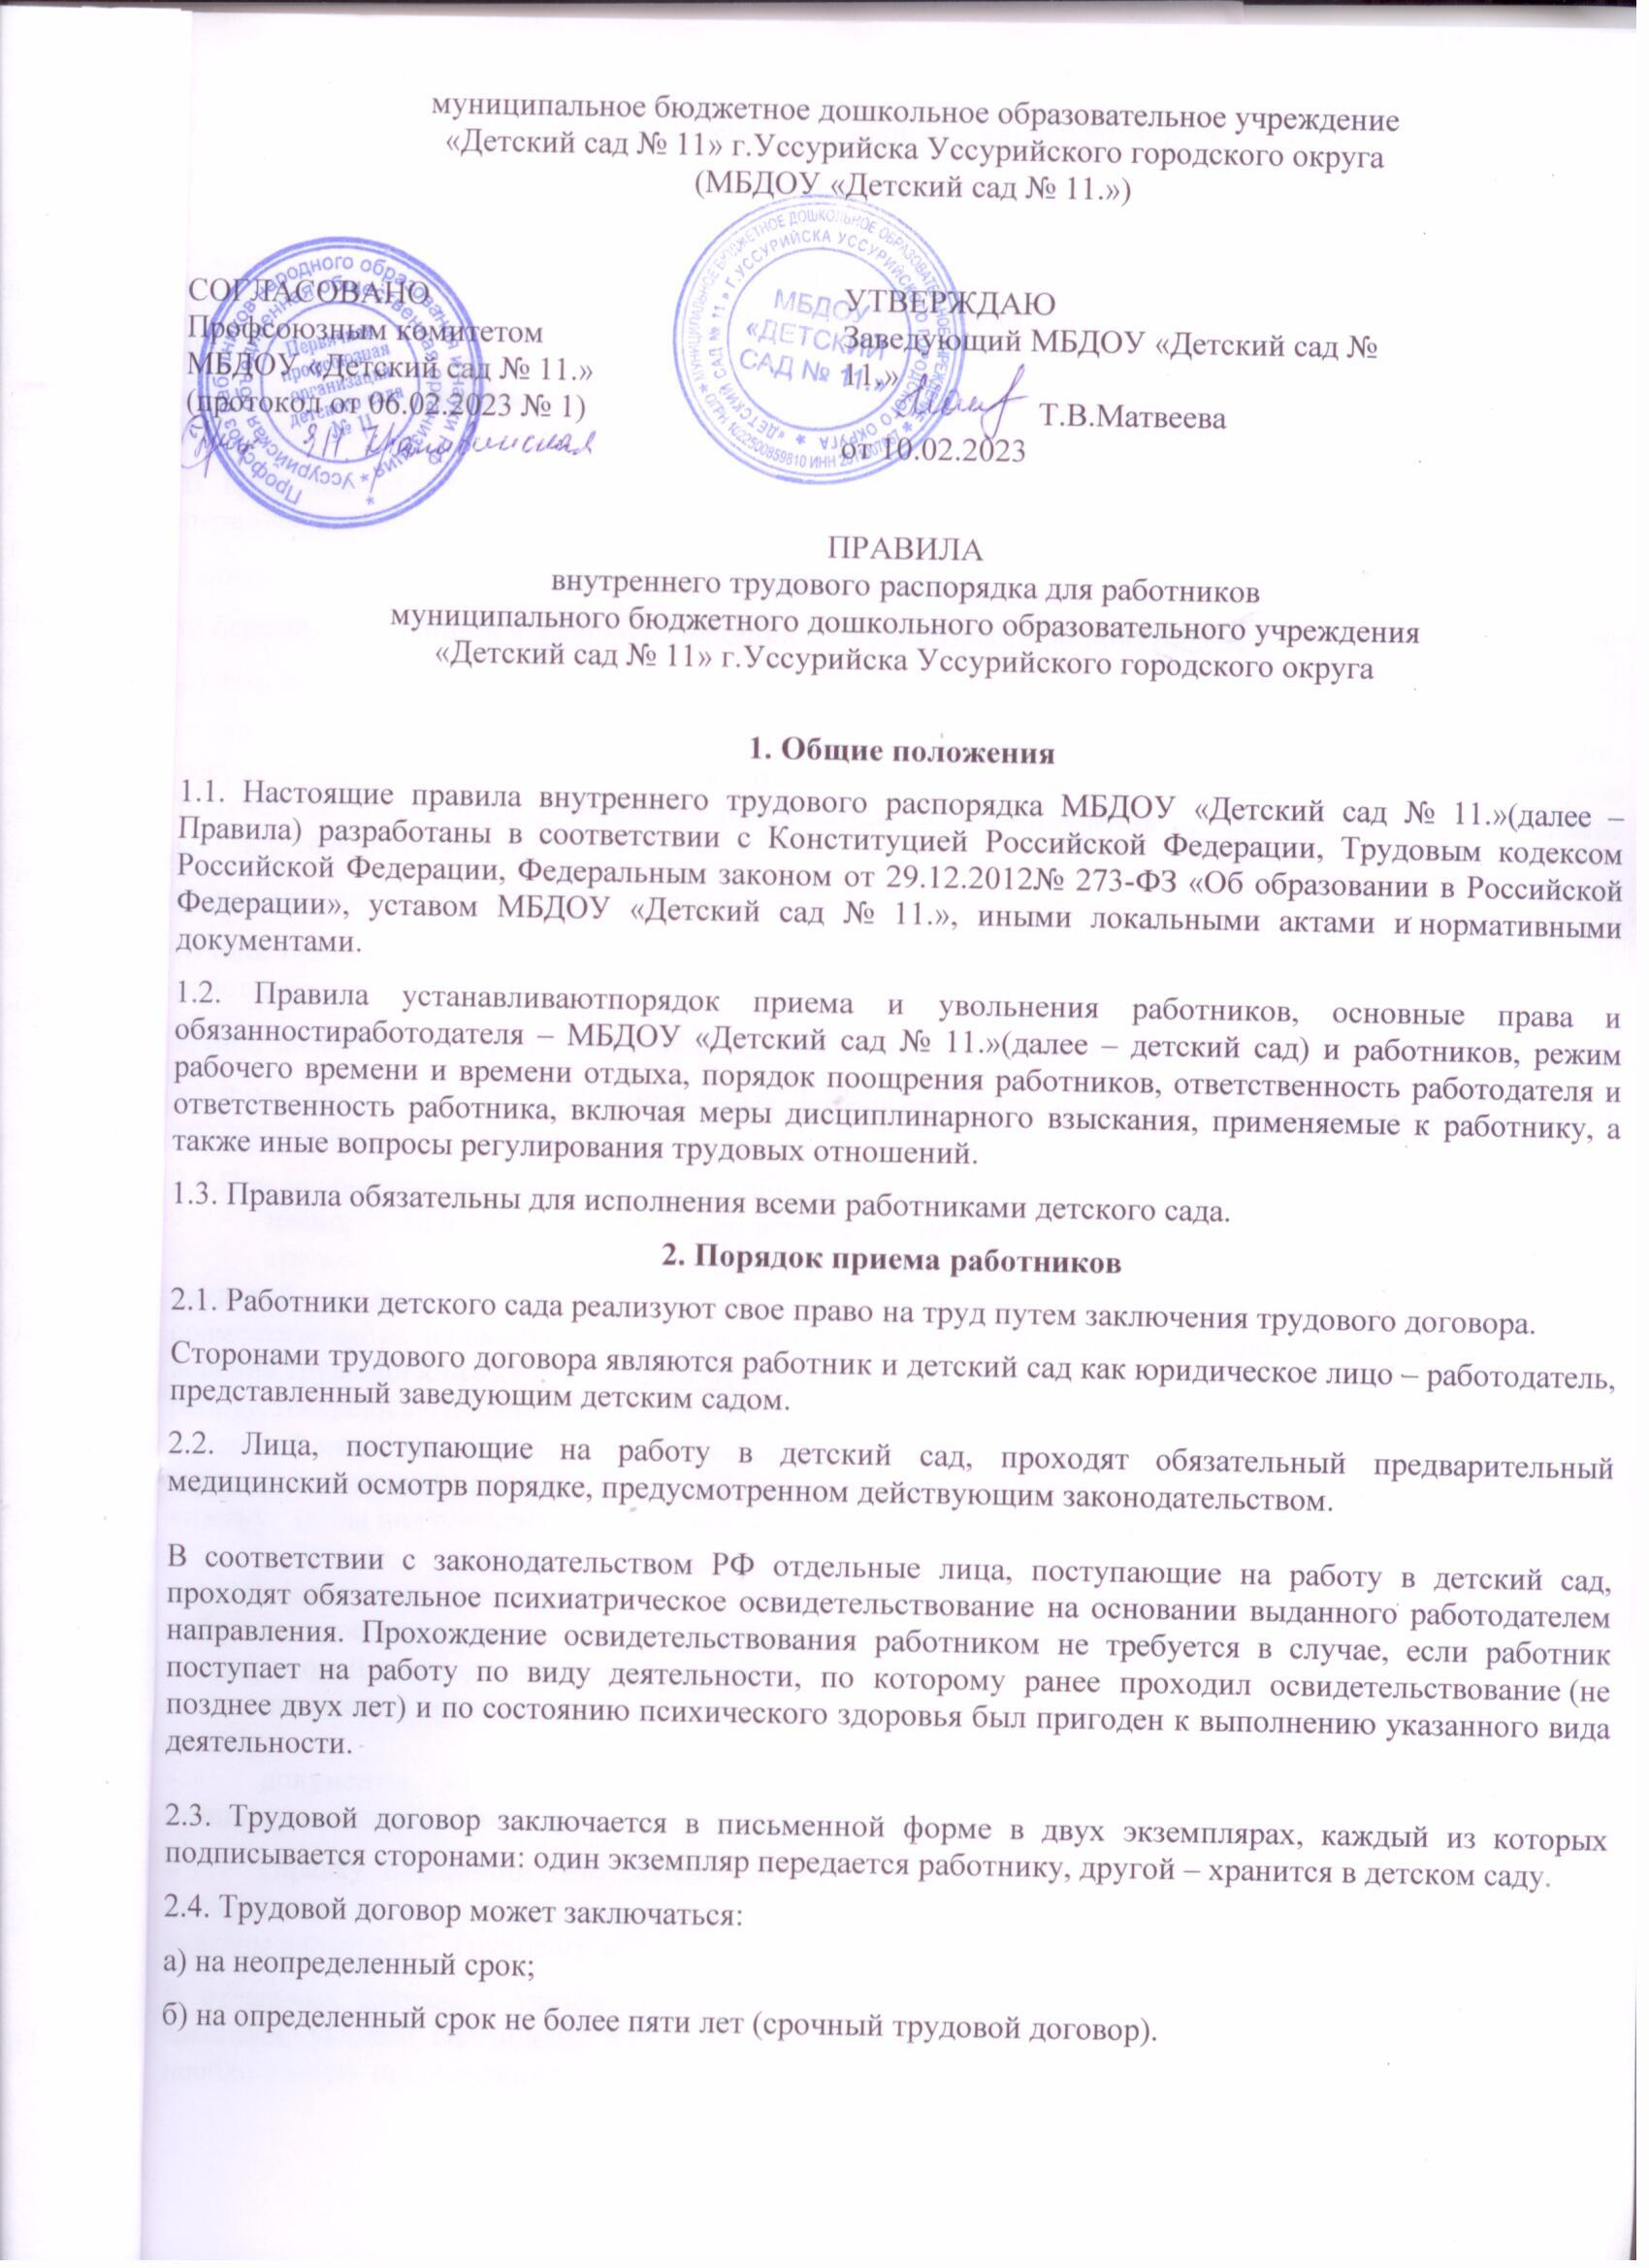 муниципальное бюджетное дошкольное образовательное учреждение
«Детский сад № 11» г.Уссурийска Уссурийского городского округа
(МБДОУ «Детский сад № 11.»)
СОГЛАСОВАНО
Профсоюзным комитетом
МБДОУ «Детский сад № 11.»
(протокол от 06.02.2023 № 1)
УТВЕРЖДАЮ
Заведующий МБДОУ «Детский сад №
11.»
Т.В.Матвеева
от 10.02.2023
Первичная
профсоюзная
организация
детского сада
№ 11
МБДОУ
«ДЕТСКИЙ
САД № 11.»
ПРАВИЛА
внутреннего трудового распорядка для работников
муниципального бюджетного дошкольного образовательного учреждения
«Детский сад № 11» г.Уссурийска Уссурийского городского округа
1. Общие положения
1.1. Настоящие правила внутреннего трудового распорядка МБДОУ «Детский сад № 11.»(далее –
Правила) разработаны в соответствии с Конституцией Российской Федерации, Трудовым кодексом
Российской Федерации, Федеральным законом от 29.12.2012№ 273-ФЗ «Об образовании в Российской
Федерации», уставом МБДОУ «Детский сад № 11.», иными локальными актами и нормативными
документами.
1.2. Правила устанавливаютпорядок приема и увольнения работников, основные права и
обязанностиработодателя – МБДОУ «Детский сад № 11.»(далее – детский сад) и работников, режим
рабочего времени и времени отдыха, порядок поощрения работников, ответственность работодателя и
ответственность работника, включая меры дисциплинарного взыскания, применяемые к работнику, а
также иные вопросы регулирования трудовых отношений.
1.3. Правила обязательны для исполнения всеми работниками детского сада.
2. Порядок приема работников
2.1. Работники детского сада реализуют свое право на труд путем заключения трудового договора.
Сторонами трудового договора являются работник и детский сад как юридическое лицо – работодатель,
представленный заведующим детским садом.
2.2. Лица, поступающие на работу в детский сад, проходят обязательный предварительный
медицинский осмотрв порядке, предусмотренном действующим законодательством.
В соответствии с законодательством РФ отдельные лица, поступающие на работу в детский сад,
проходят обязательное психиатрическое освидетельствование на основании выданного работодателем
направления. Прохождение освидетельствования работником не требуется в случае, если работник
поступает на работу по виду деятельности, по которому ранее проходил освидетельствование (не
позднее двух лет) и по состоянию психического здоровья был пригоден к выполнению указанного вида
деятельности.
2.3. Трудовой договор заключается в письменной форме в двух экземплярах, каждый из которых
подписывается сторонами: один экземпляр передается работнику, другой – хранится в детском саду.
2.4. Трудовой договор может заключаться:
а) на неопределенный срок;
б) на определенный срок не более пяти лет (срочный трудовой договор).